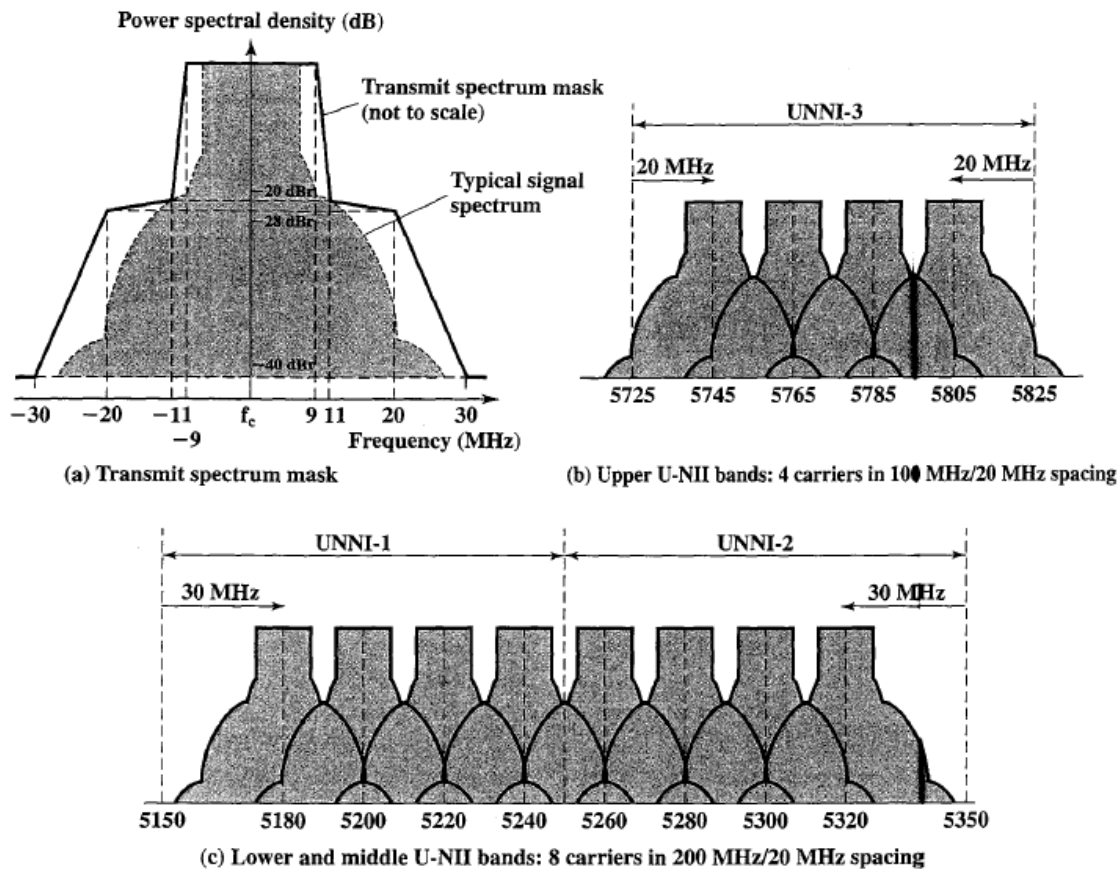 Power spectral density (dB)
Transmit spectrum mask
(not to scale)
Typical signal
spectrum
−20 dBr
28 dBr
−40 dBr
−30 −20 −11 f_c 9 11 20 30
−9 Frequency (MHz)
(a) Transmit spectrum mask
UNNI-3
20 MHz 20 MHz
5725 5745 5765 5785 5805 5825
(b) Upper U-NII bands: 4 carriers in 100 MHz/20 MHz spacing
UNNI-1 UNNI-2
30 MHz 30 MHz
5150 5180 5200 5220 5240 5260 5280 5300 5320 5350
(c) Lower and middle U-NII bands: 8 carriers in 200 MHz/20 MHz spacing